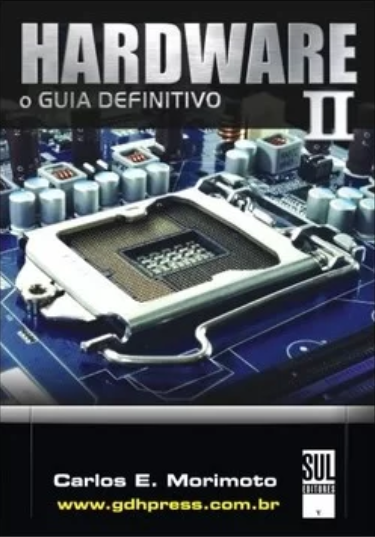 HARDWARE
O GUIA DEFINITIVO
II
Carlos E. Morimoto
www.gdhpress.com.br
SUL
EDITORES